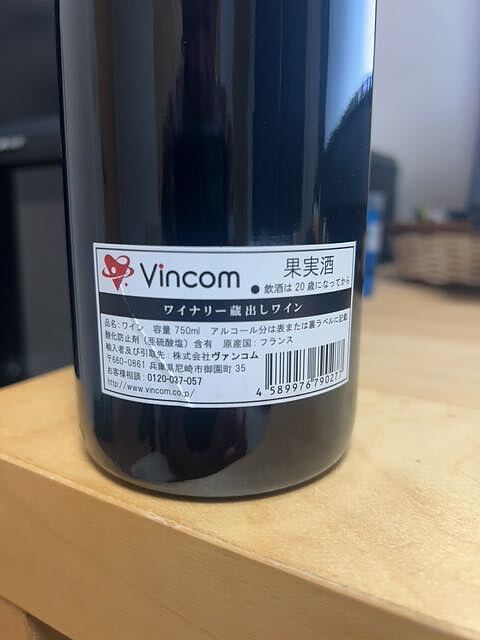 Vincom
果実酒
飲酒は20歳になってから
ワイナリー蔵出しワイン
品名:ワイン 容量 750ml アルコール分は表または裏ラベルに記載
酸化防止剤(亜硫酸塩)含有 原産国:フランス
輸入者及び引取先:株式会社ヴァンコム
〒660-0861 兵庫県尼崎市御園町 35
お客様相談:0120-037-057
http://www.vincom.co.jp/
4 589976 790277